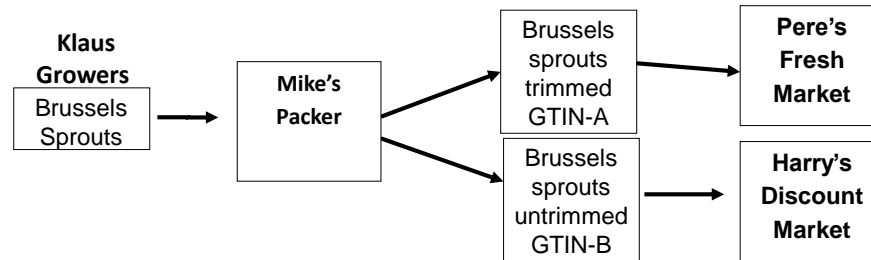 Klaus
Growers
Brussels
Sprouts
Mike’s
Packer
Brussels
sprouts
trimmed
GTIN-A
Pere’s
Fresh
Market
Brussels
sprouts
untrimmed
GTIN-B
Harry’s
Discount
Market